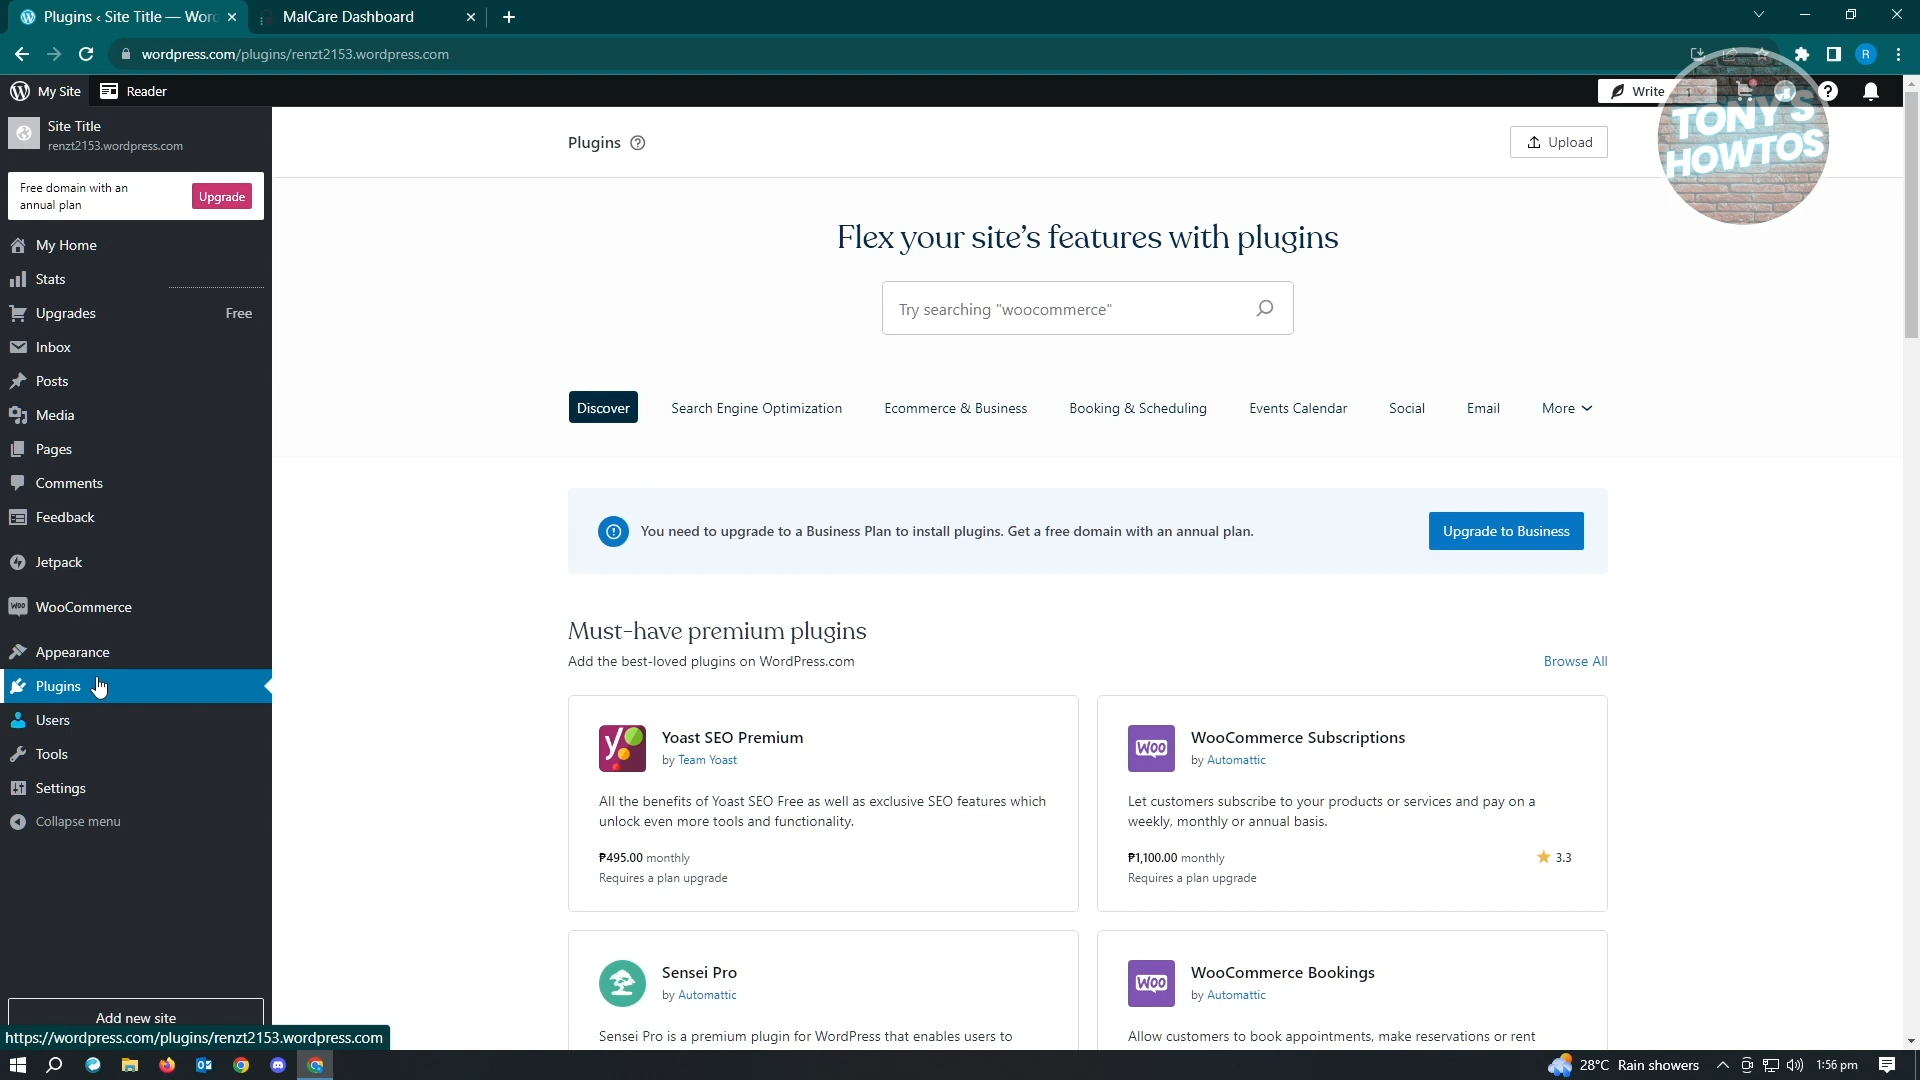 Plugins ‹ Site Title — Wor
MalCare Dashboard
wordpress.com/plugins/renzt2153.wordpress.com
R
My Site
Reader
Write
1
Site Title
renzt2153.wordpress.com
Free domain with an
annual plan
Upgrade
My Home
Stats
Upgrades
Free
Inbox
Posts
Media
Pages
Comments
Feedback
Jetpack
WooCommerce
Appearance
Plugins
Users
Tools
Settings
Collapse menu
Add new site
https://wordpress.com/plugins/renzt2153.wordpress.com
Plugins
Upload
TONY'S
HOWTOS
Flex your site’s features with plugins
Try searching "woocommerce"
Discover
Search Engine Optimization
Ecommerce & Business
Booking & Scheduling
Events Calendar
Social
Email
More
You need to upgrade to a Business Plan to install plugins. Get a free domain with an annual plan.
Upgrade to Business
Must-have premium plugins
Add the best-loved plugins on WordPress.com
Browse All
Yoast SEO Premium
by Team Yoast
All the benefits of Yoast SEO Free as well as exclusive SEO features which
unlock even more tools and functionality.
₱495.00 monthly
Requires a plan upgrade
WOO
WooCommerce Subscriptions
by Automattic
Let customers subscribe to your products or services and pay on a
weekly, monthly or annual basis.
₱1,100.00 monthly
3.3
Requires a plan upgrade
Sensei Pro
by Automattic
Sensei Pro is a premium plugin for WordPress that enables users to
WOO
WooCommerce Bookings
by Automattic
Allow customers to book appointments, make reservations or rent
28°C Rain showers
1:56 pm